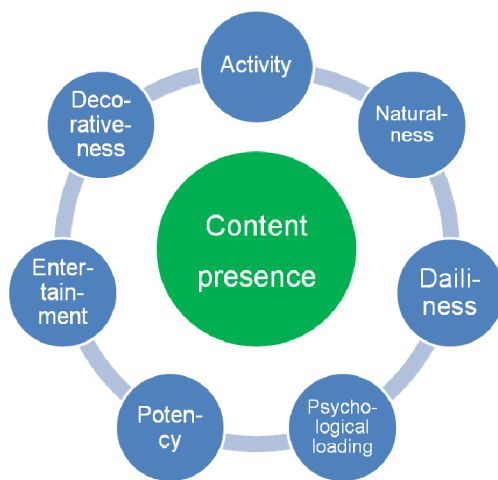 Activity
Natural-
ness
Daili-
ness
Psycho-
logical
loading
Poten-
cy
Enter-
tain-
ment
Deco-
rative-
ness
Content
presence